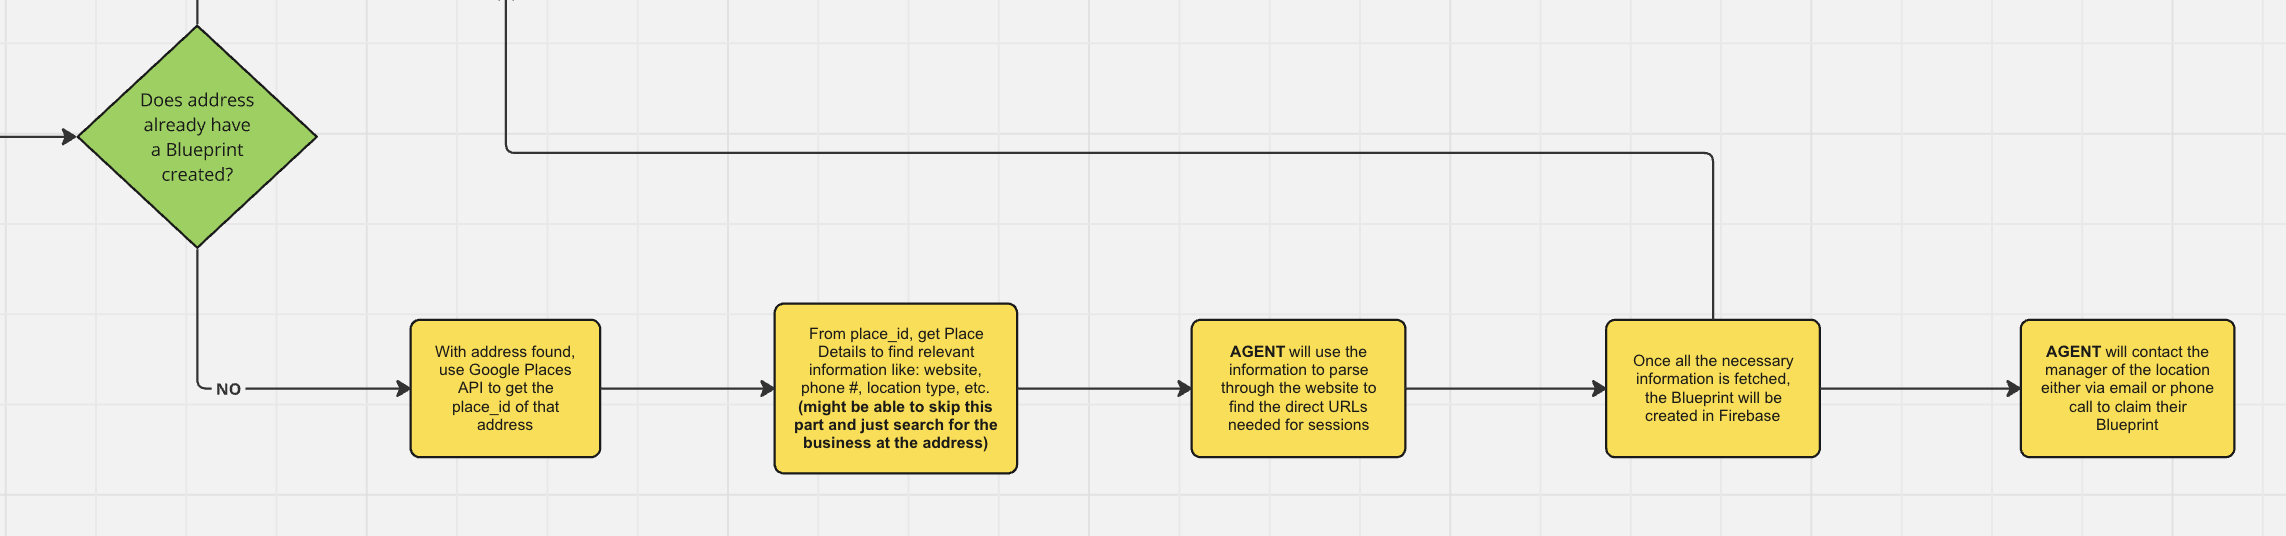 Does address
already have
a Blueprint
created?
NO
With address found,
use Google Places
API to get the
place_id of that
address
From place_id, get Place
Details to find relevant
information like: website,
phone #, location type, etc.
(might be able to skip this
part and just search for the
business at the address)
AGENT will use the
information to parse
through the website to
find the direct URLs
needed for sessions
Once all the necessary
information is fetched,
the Blueprint will be
created in Firebase
AGENT will contact the
manager of the location
either via email or phone
call to claim their
Blueprint